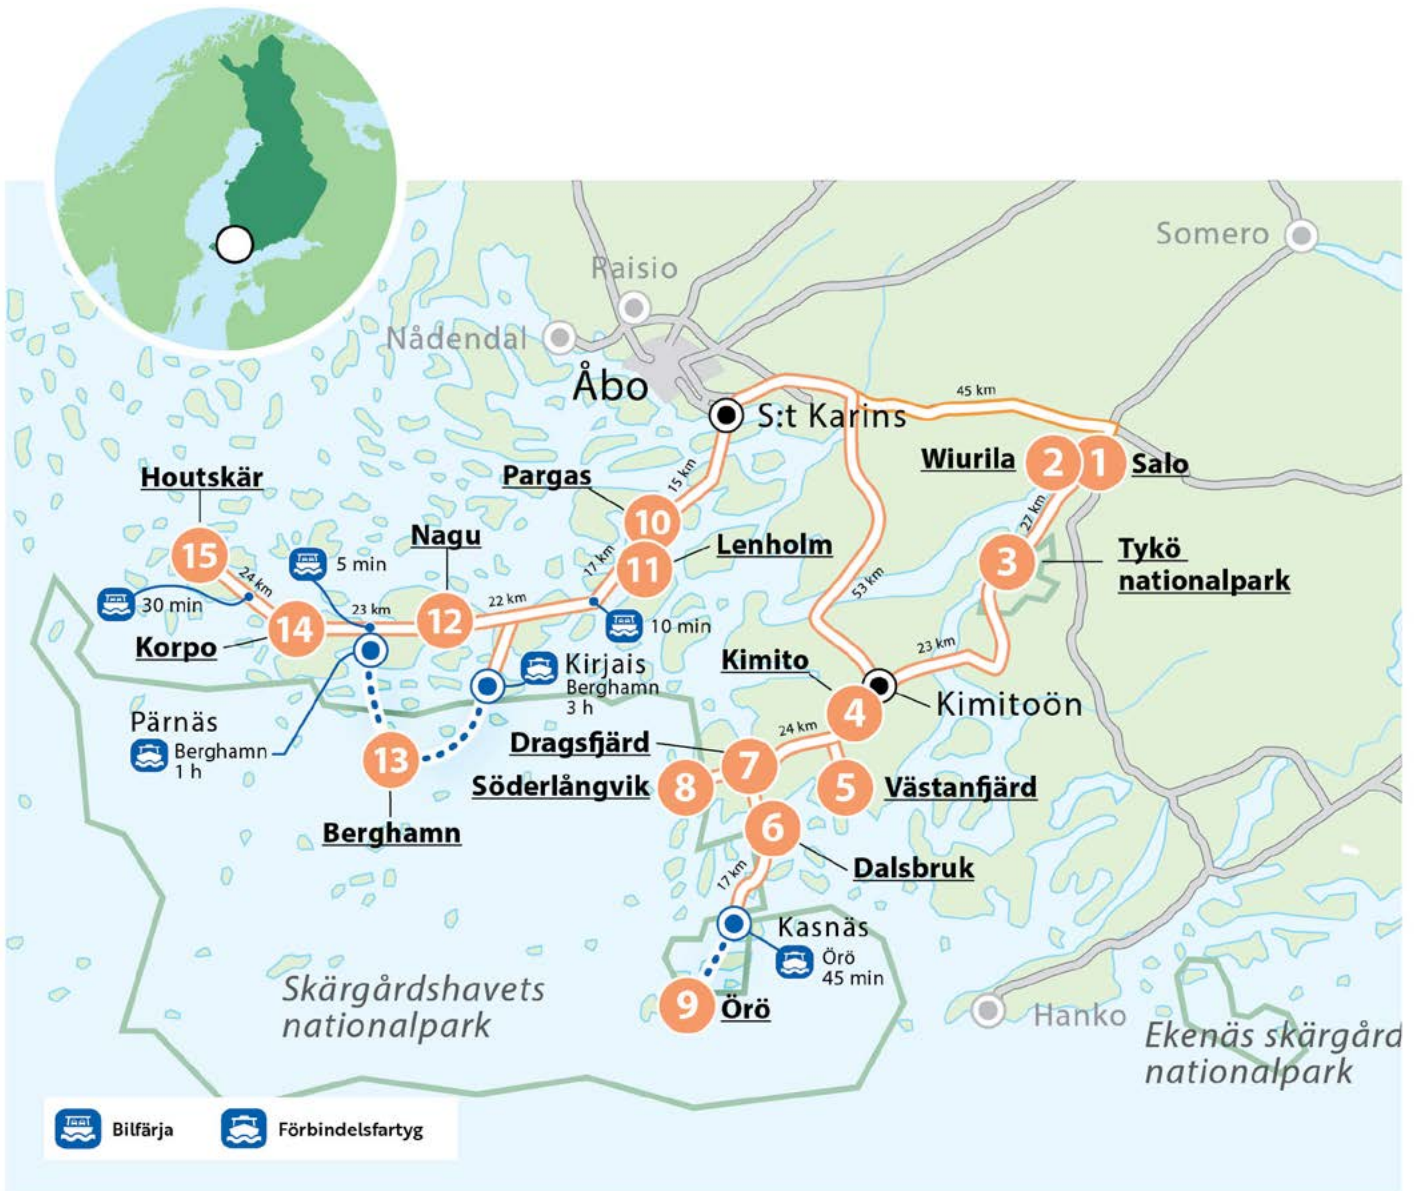 Somero
Raisio
Nådendal
Åbo
45 km
S:t Karins
Wiurila
2
1
Salo
Houtskär
Pargas
15 km
10
27 km
Nagu
Lenholm
11
17 km
3
Tykö
nationalpark
15
5 min
24 km
30 min
53 km
23 km
22 km
12
14
10 min
Korpo
23 km
Kimito
Kirjais
Berghamn
3 h
Kimitoön
4
Pärnäs
Berghamn
1 h
24 km
Dragsfjärd
7
13
Söderlångvik
8
5
Västanfjärd
6
Berghamn
Dalsbruk
17 km
Kasnäs
Örö
45 min
Skärgårdshavets
nationalpark
9
Örö
Hanko
Ekenäs skärgård
nationalpark
Bilfärja
Förbindelsfartyg